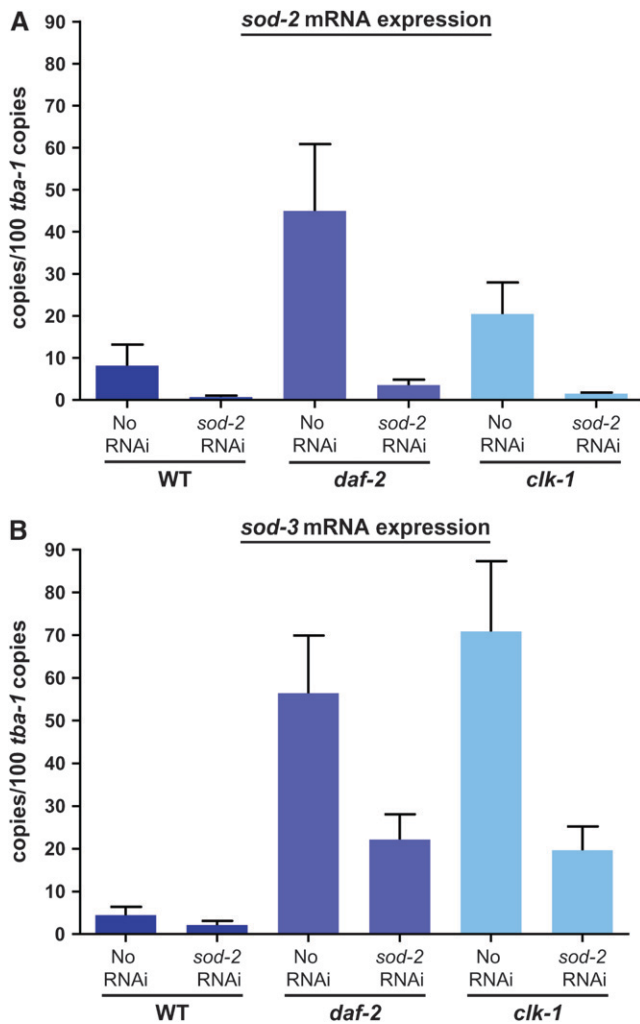 A
sod-2 mRNA expression
copies/100 tba-1 copies
90
80
70
60
50
40
30
20
10
0
No RNAi
sod-2 RNAi
No RNAi
sod-2 RNAi
No RNAi
sod-2 RNAi
WT
daf-2
clk-1
B
sod-3 mRNA expression
copies/100 tba-1 copies
90
80
70
60
50
40
30
20
10
0
No RNAi
sod-2 RNAi
No RNAi
sod-2 RNAi
No RNAi
sod-2 RNAi
WT
daf-2
clk-1